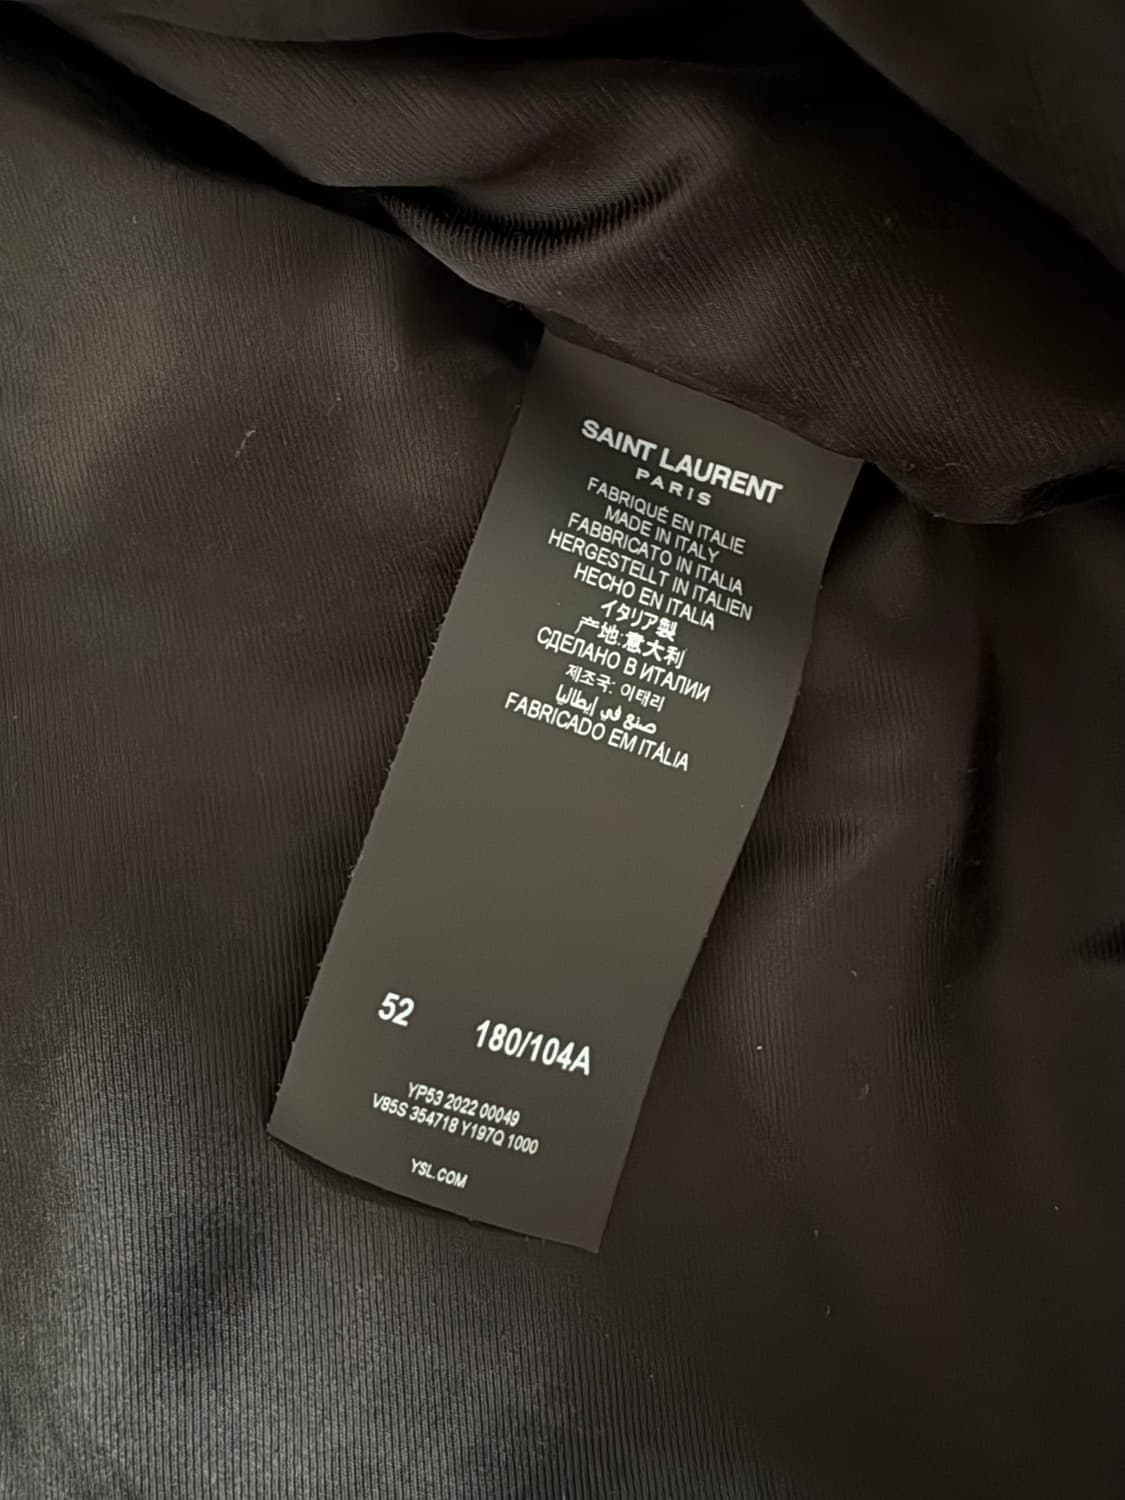 SAINT LAURENT
PARIS
FABRIQUÉ EN ITALIE
MADE IN ITALY
FABBRICATO IN ITALIA
HERGESTELLT IN ITALIEN
HECHO EN ITALIA
イタリア製
产地:意大利
СДЕЛАНО В ИТАЛИИ
제조국: 이태리
صنع في إيطاليا
FABRICADO EM ITÁLIA
52 180/104A
YP53 2022 00049
V85S 354718 Y197Q 1000
YSL.COM